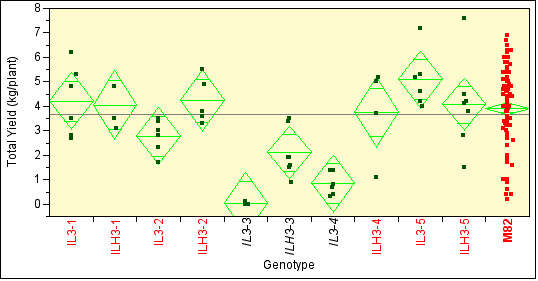 Total Yield (kg/plant)
8
7
6
5
4
3
2
1
0
IL3-1
ILH3-1
IL3-2
ILH3-2
IL3-3
ILH3-3
IL3-4
ILH3-4
IL3-5
ILH3-5
M82
Genotype